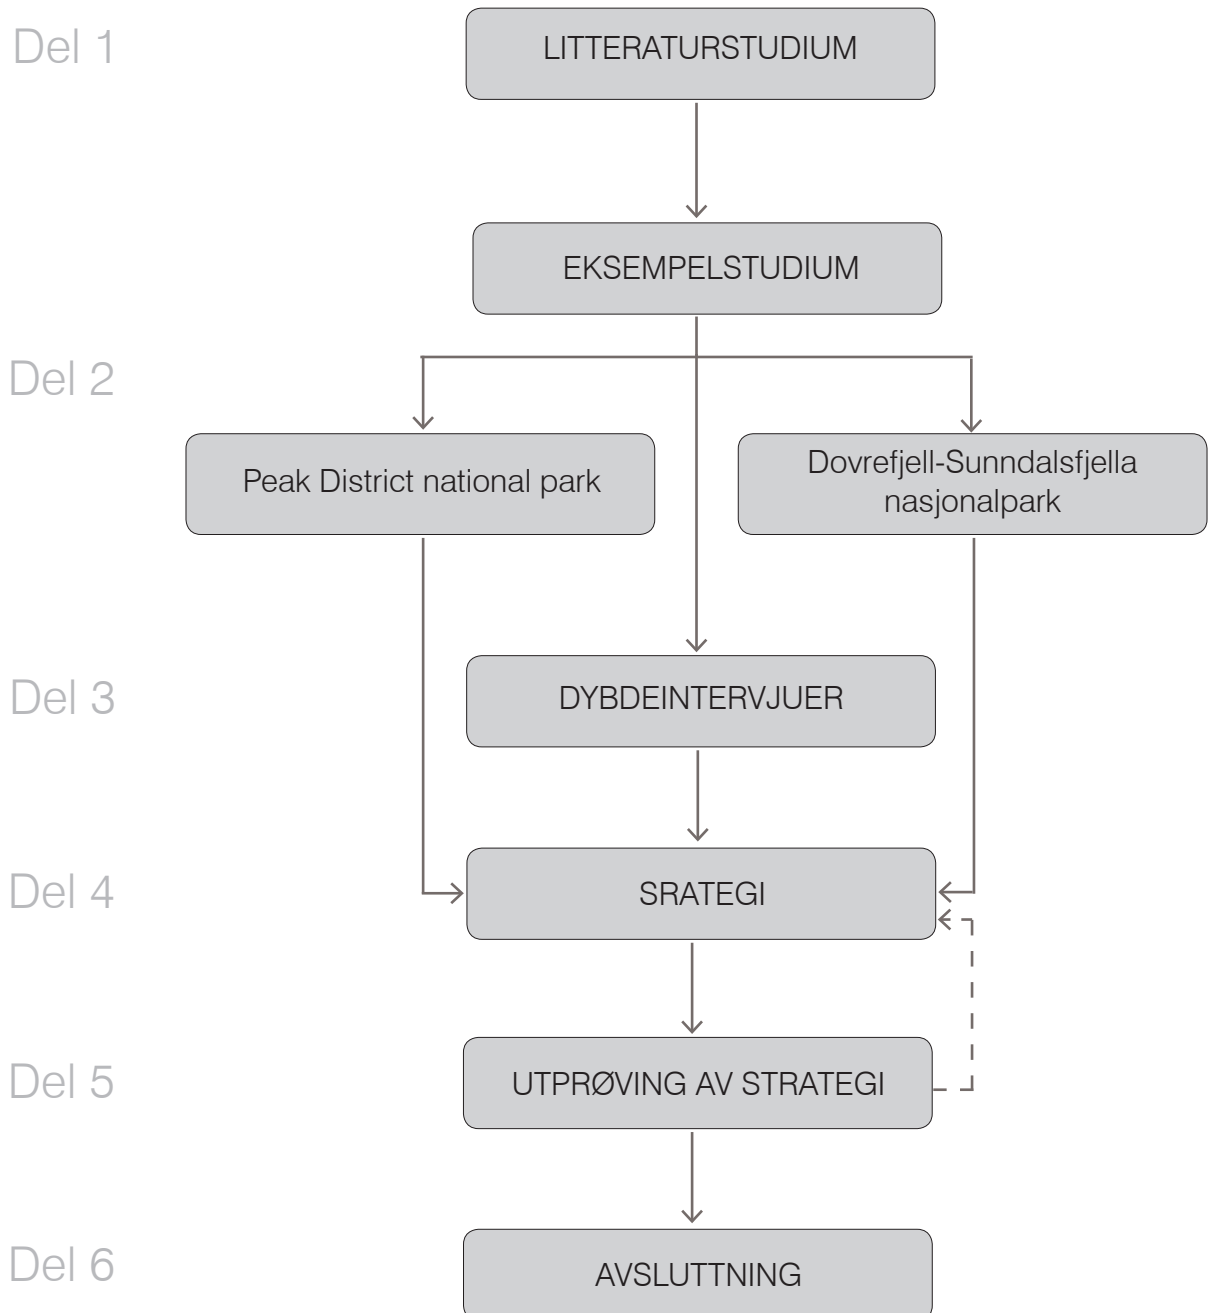 Del 1
LITTERATURSTUDIUM
EKSEMPELSTUDIUM
Del 2
Peak District national park
Dovrefjell-Sunndalsfjella
nasjonalpark
Del 3
DYBDEINTERVJUER
Del 4
SRATEGI
Del 5
UTPRØVING AV STRATEGI
Del 6
AVSLUTTNING